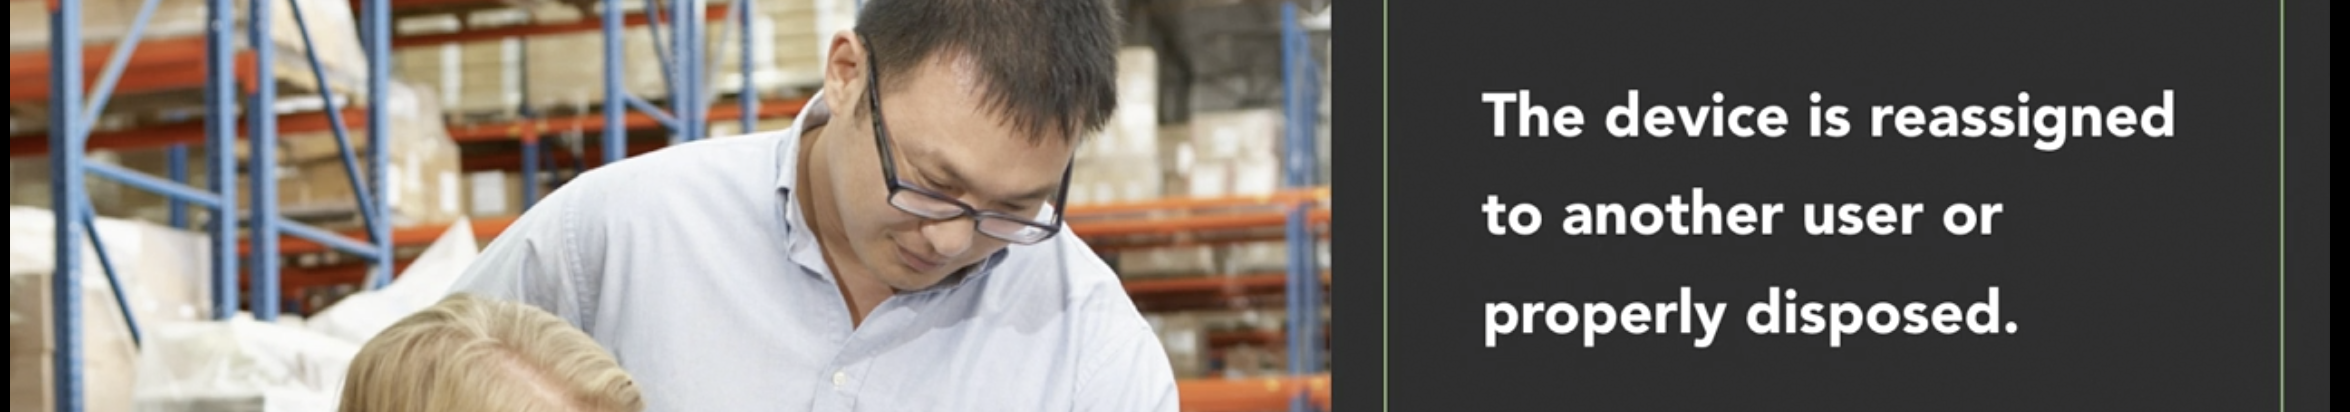 The device is reassigned
to another user or
properly disposed.